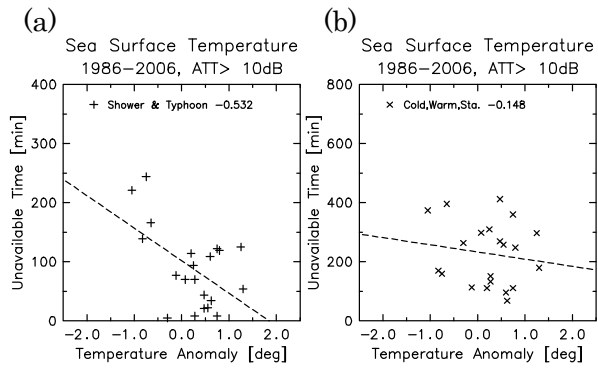 (a)
Sea Surface Temperature
1986−2006, ATT> 10dB
400
300
200
100
0
Unavailable Time [min]
+ Shower & Typhoon −0.532
−2.0 −1.0 0.0 1.0 2.0
Temperature Anomaly [deg]
(b)
Sea Surface Temperature
1986−2006, ATT> 10dB
800
600
400
200
0
Unavailable Time [min]
× Cold,Warm,Sta. −0.148
−2.0 −1.0 0.0 1.0 2.0
Temperature Anomaly [deg]